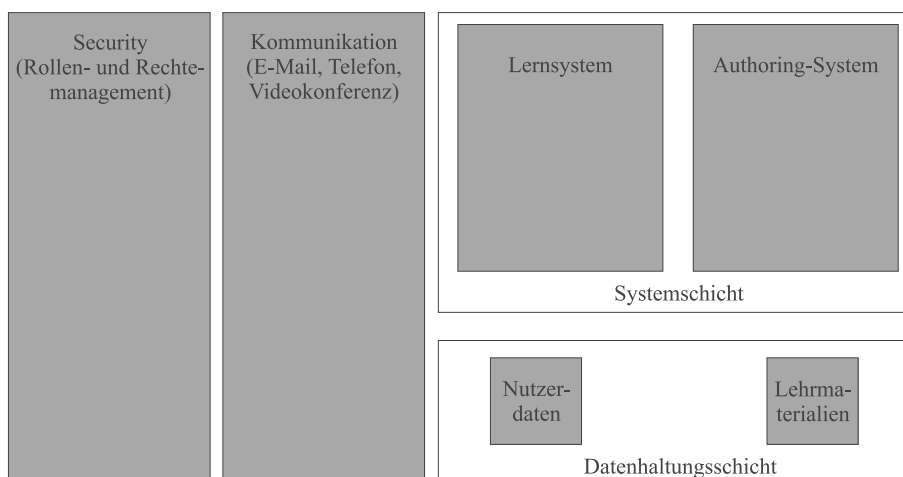 Security
(Rollen- und Rechte-
management)
Kommunikation
(E-Mail, Telefon,
Videokonferenz)
Lernsystem
Authoring-System
Systemschicht
Nutzer-
daten
Lehrma-
terialien
Datenhaltungsschicht